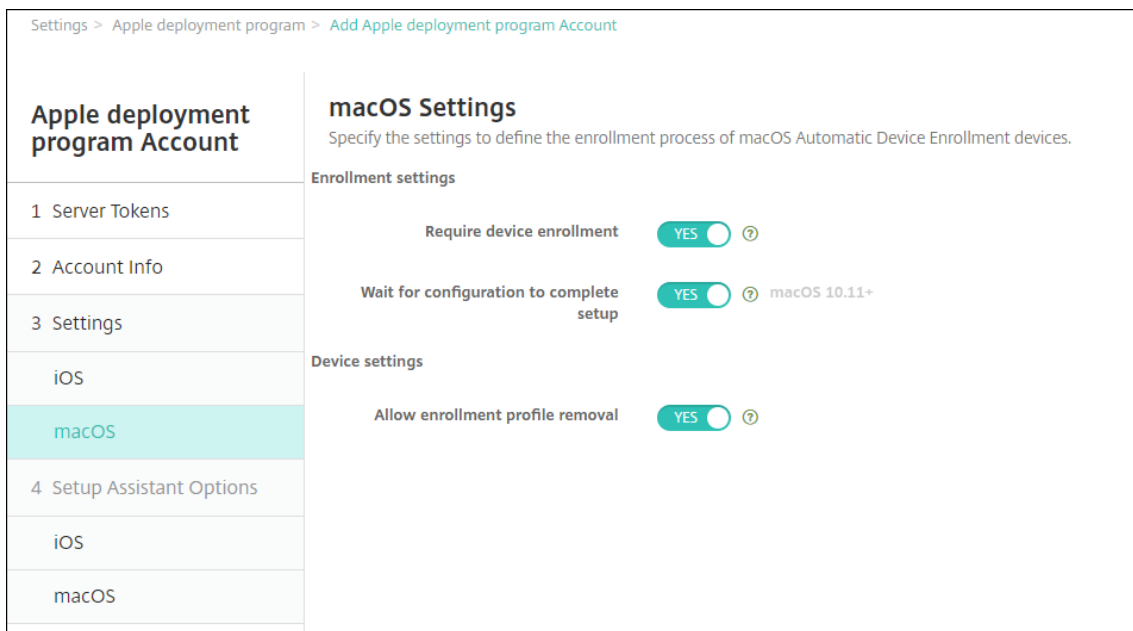 Settings > Apple deployment program > Add Apple deployment program Account
Apple deployment
program Account
1 Server Tokens
2 Account Info
3 Settings
iOS
macOS
4 Setup Assistant Options
iOS
macOS
macOS Settings
Specify the settings to define the enrollment process of macOS Automatic Device Enrollment devices.
Enrollment settings
Require device enrollment YES ?
Wait for configuration to complete
setup YES ? macOS 10.11+
Device settings
Allow enrollment profile removal YES ?